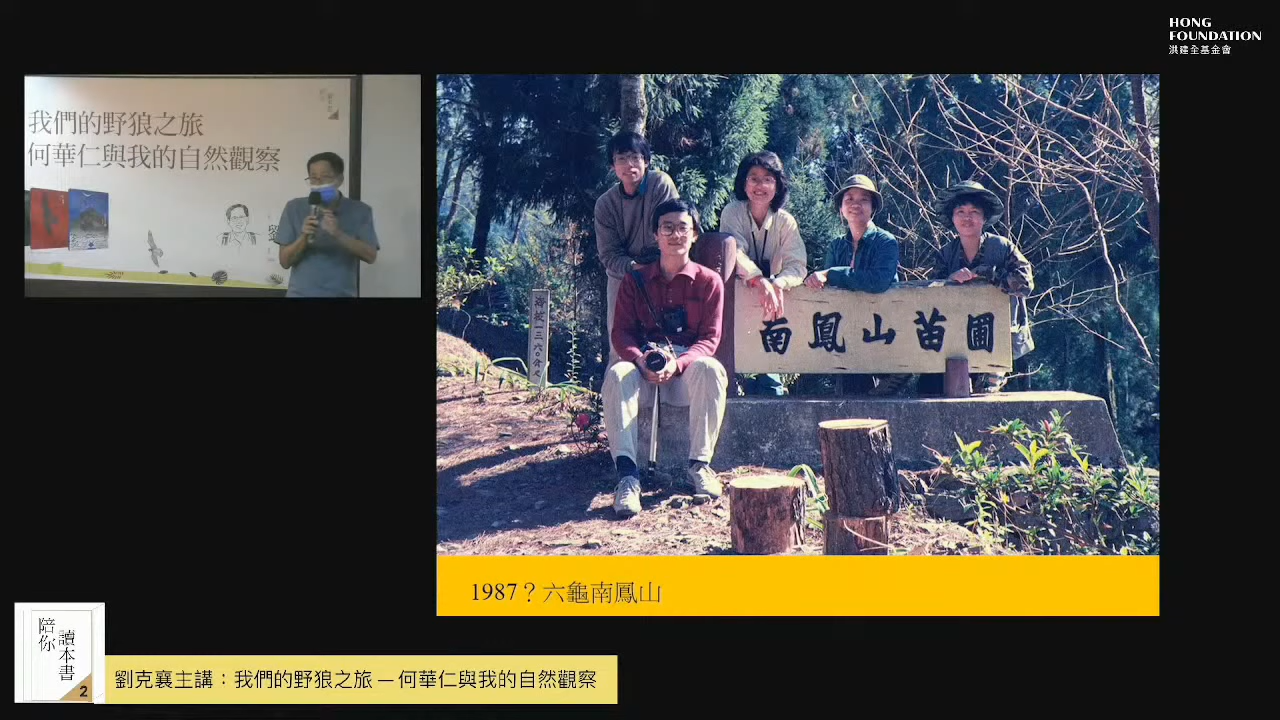 HONG
FOUNDATION
洪建全基金會
我們的野狼之旅
何華仁與我的自然觀察
南鳳山苗圃
1987？六龜南鳳山
陪你
讀本書
2
劉克襄主講：我們的野狼之旅 — 何華仁與我的自然觀察